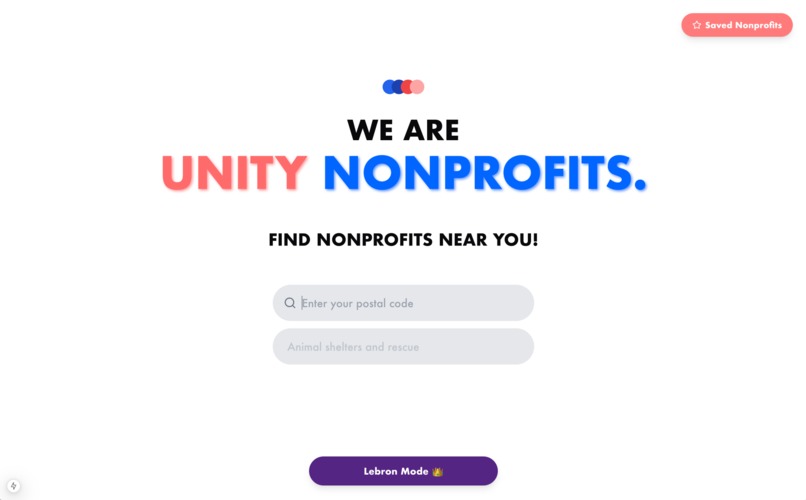 Saved Nonprofits
WE ARE
UNITY NONPROFITS.
FIND NONPROFITS NEAR YOU!
Enter your postal code
Animal shelters and rescue
Lebron Mode 👑